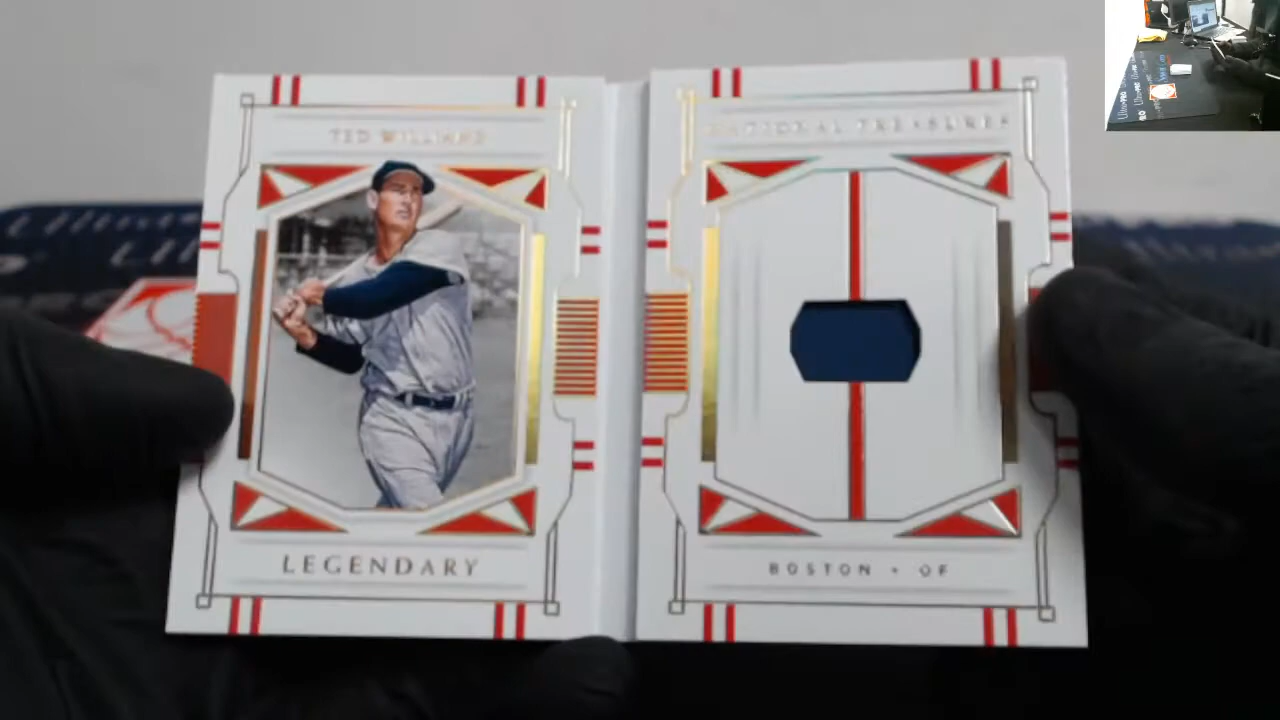 TED WILLIAMS
LEGENDARY
NATIONAL TREASURES
BOSTON • OF